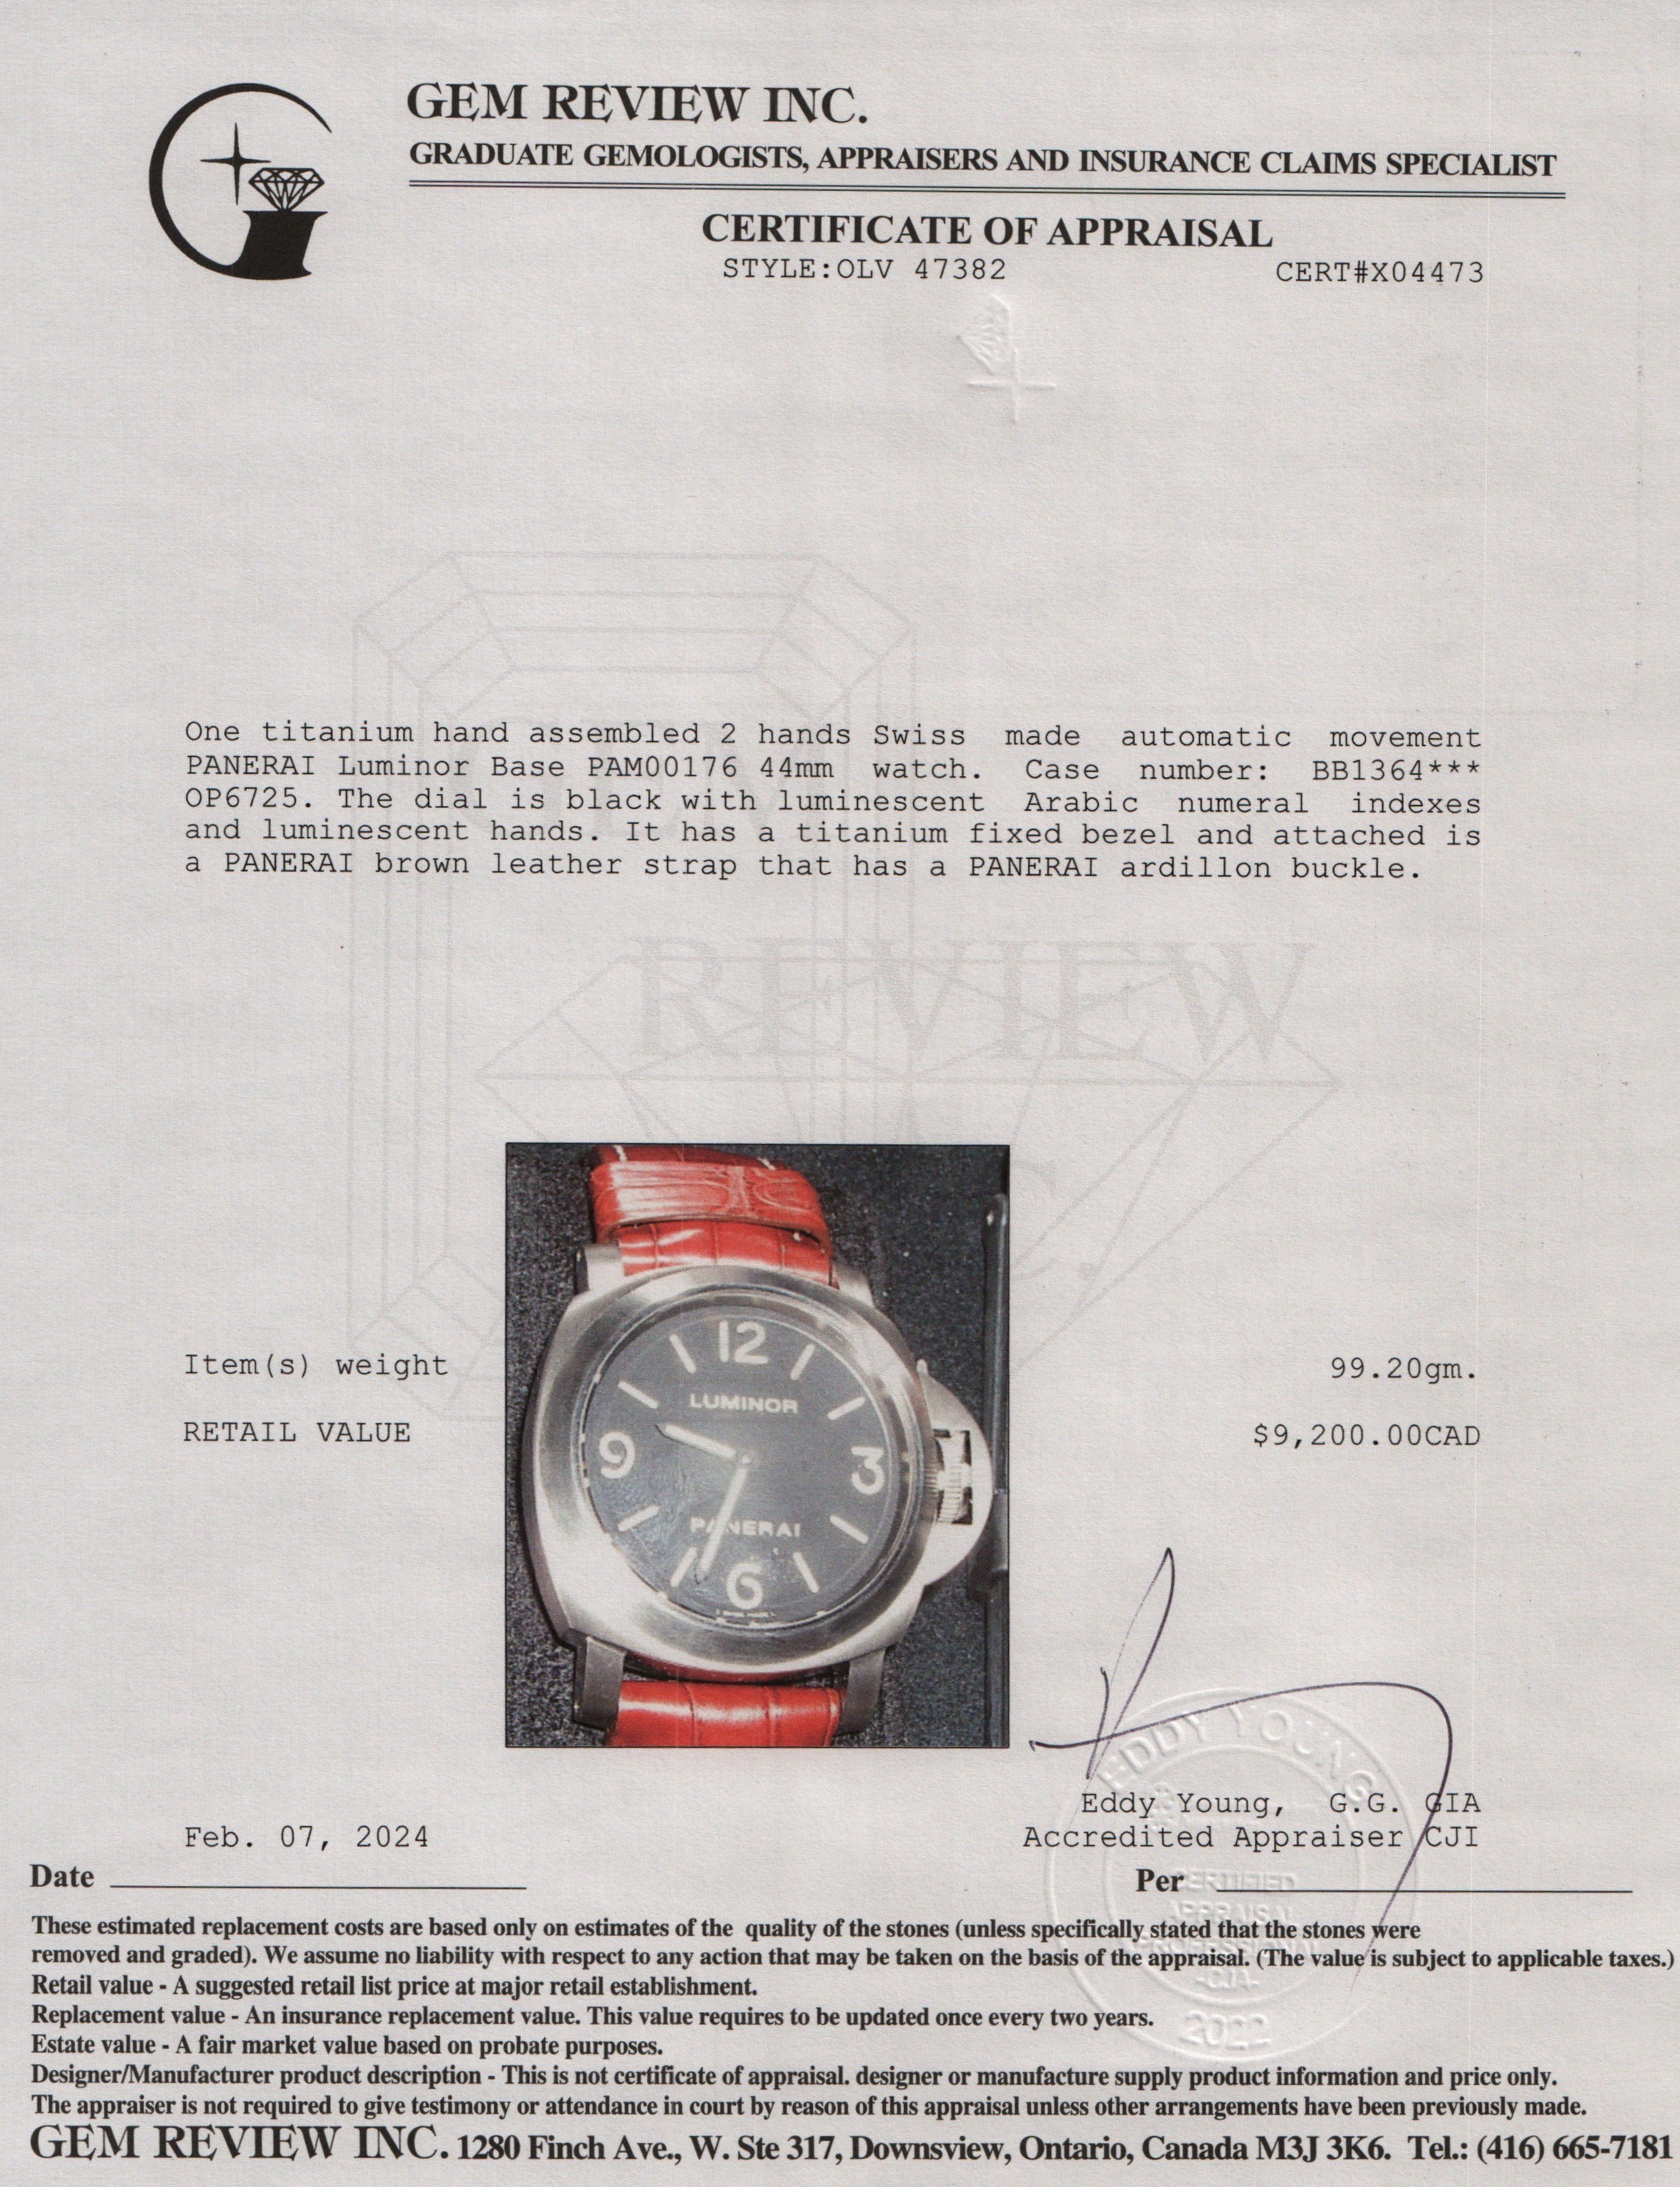 GEM REVIEW INC.
GRADUATE GEMOLOGISTS, APPRAISERS AND INSURANCE CLAIMS SPECIALIST
CERTIFICATE OF APPRAISAL
STYLE:OLV 47382 CERT#X04473
One titanium hand assembled 2 hands Swiss made automatic movement
PANERAI Luminor Base PAM00176 44mm watch. Case number: BB1364***
OP6725. The dial is black with luminescent Arabic numeral indexes
and luminescent hands. It has a titanium fixed bezel and attached is
a PANERAI brown leather strap that has a PANERAI ardillon buckle.
REVIEW
12
LUMINOR
9 3
PANERAI
6
SWISS MADE
Item(s) weight 99.20gm.
RETAIL VALUE $9,200.00CAD
EDDY YOUNG
Eddy Young, G.G. GIA
Feb. 07, 2024 Accredited Appraiser CJI
Date Per
CERTIFIED
APPRAISAL
PROFESSIONAL
2022
These estimated replacement costs are based only on estimates of the quality of the stones (unless specifically stated that the stones were
removed and graded). We assume no liability with respect to any action that may be taken on the basis of the appraisal. (The value is subject to applicable taxes.)
Retail value - A suggested retail list price at major retail establishment.
Replacement value - An insurance replacement value. This value requires to be updated once every two years.
Estate value - A fair market value based on probate purposes.
Designer/Manufacturer product description - This is not certificate of appraisal. designer or manufacture supply product information and price only.
The appraiser is not required to give testimony or attendance in court by reason of this appraisal unless other arrangements have been previously made.
GEM REVIEW INC. 1280 Finch Ave., W. Ste 317, Downsview, Ontario, Canada M3J 3K6. Tel.: (416) 665-7181